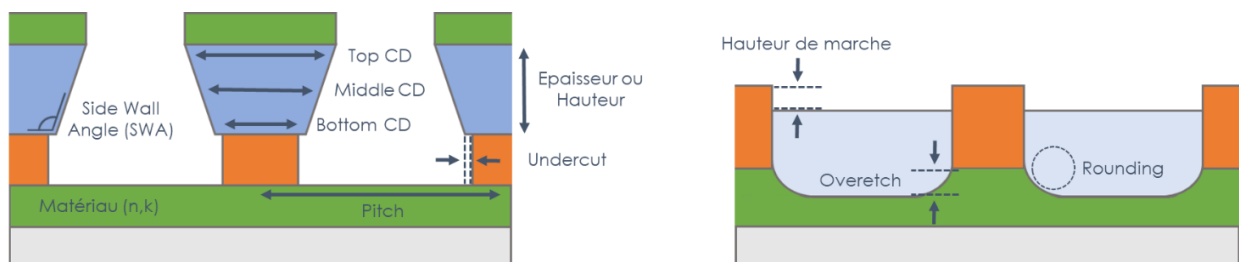 Top CD
Middle CD
Bottom CD
Side Wall
Angle (SWA)
Epaisseur ou
Hauteur
Undercut
Matériau (n,k)
Pitch
Hauteur de marche
Overetch
Rounding